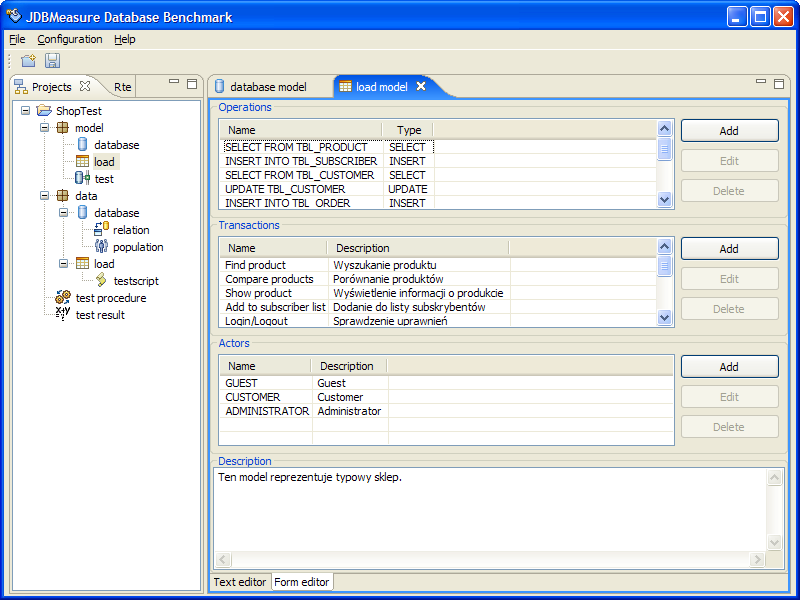 JDBMeasure Database Benchmark
File Configuration Help
Projects Rte
ShopTest
model
database
load
test
data
database
relation
population
load
testscript
test procedure
test result
database model load model
Operations
Name Type
SELECT FROM TBL_PRODUCT SELECT
INSERT INTO TBL_SUBSCRIBER INSERT
SELECT FROM TBL_CUSTOMER SELECT
UPDATE TBL_CUSTOMER UPDATE
INSERT INTO TBL_ORDER INSERT
Add
Edit
Delete
Transactions
Name Description
Find product Wyszukanie produktu
Compare products Porównanie produktów
Show product Wyświetlenie informacji o produkcie
Add to subscriber list Dodanie do listy subskrybentów
Login/Logout Sprawdzenie uprawnień
Add
Edit
Delete
Actors
Name Description
GUEST Guest
CUSTOMER Customer
ADMINISTRATOR Administrator
Add
Edit
Delete
Description
Ten model reprezentuje typowy sklep.
Text editor Form editor